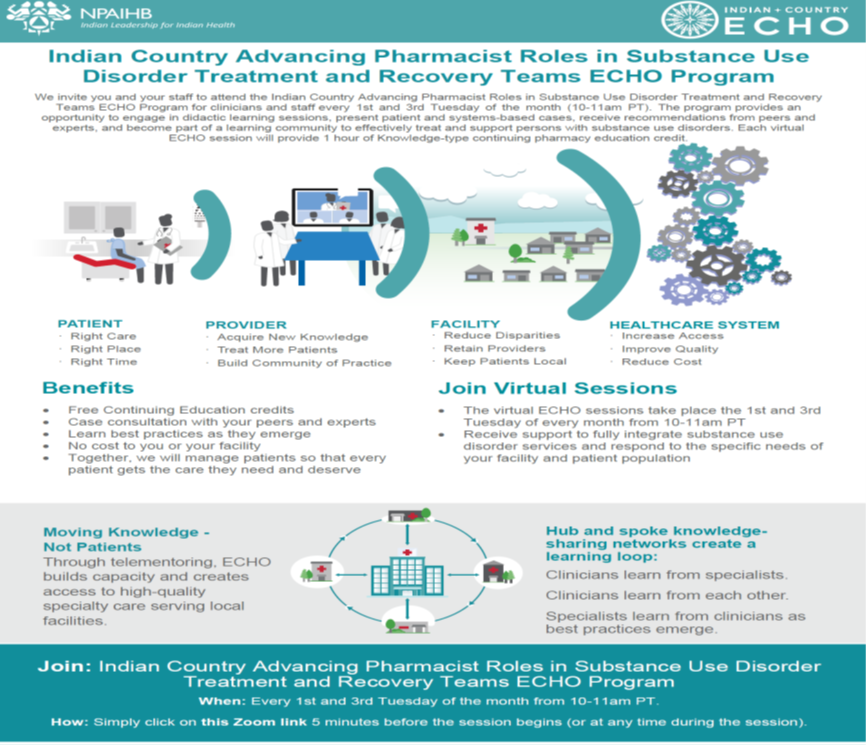 NPAIHB
Indian Leadership for Indian Health
INDIAN + COUNTRY
ECHO
Indian Country Advancing Pharmacist Roles in Substance Use
Disorder Treatment and Recovery Teams ECHO Program
We invite you and your staff to attend the Indian Country Advancing Pharmacist Roles in Substance Use Disorder Treatment and Recovery
Teams ECHO Program for clinicians and staff every 1st and 3rd Tuesday of the month (10-11am PT). The program provides an
opportunity to engage in didactic learning sessions, present patient and systems-based cases, receive recommendations from peers and
experts, and become part of a learning community to effectively treat and support persons with substance use disorders. Each virtual
ECHO session will provide 1 hour of Knowledge-type continuing pharmacy education credit.
PATIENT
· Right Care
· Right Place
· Right Time
PROVIDER
· Acquire New Knowledge
· Treat More Patients
· Build Community of Practice
FACILITY
· Reduce Disparities
· Retain Providers
· Keep Patients Local
HEALTHCARE SYSTEM
· Increase Access
· Improve Quality
· Reduce Cost
Benefits
• Free Continuing Education credits
• Case consultation with your peers and experts
• Learn best practices as they emerge
• No cost to you or your facility
• Together, we will manage patients so that every
patient gets the care they need and deserve
Join Virtual Sessions
• The virtual ECHO sessions take place the 1st and 3rd
Tuesday of every month from 10-11am PT
• Receive support to fully integrate substance use
disorder services and respond to the specific needs of
your facility and patient population
Moving Knowledge -
Not Patients
Through telementoring, ECHO
builds capacity and creates
access to high-quality
specialty care serving local
facilities.
Hub and spoke knowledge-
sharing networks create a
learning loop:
Clinicians learn from specialists.
Clinicians learn from each other.
Specialists learn from clinicians as
best practices emerge.
Join: Indian Country Advancing Pharmacist Roles in Substance Use Disorder
Treatment and Recovery Teams ECHO Program
When: Every 1st and 3rd Tuesday of the month from 10-11am PT.
How: Simply click on this Zoom link 5 minutes before the session begins (or at any time during the session).